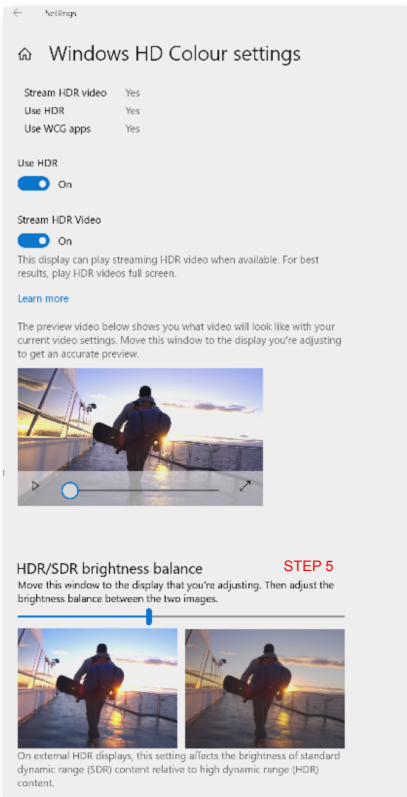 Settings
Windows HD Colour settings
Stream HDR video Yes
Use HDR Yes
Use WCG apps Yes
Use HDR
On
Stream HDR Video
On
This display can play streaming HDR video when available. For best
results, play HDR videos full screen.
Learn more
The preview video below shows you what video will look like with your
current video settings. Move this window to the display you're adjusting
to get an accurate preview.
HDR/SDR brightness balance STEP 5
Move this window to the display that you're adjusting. Then adjust the
brightness balance between the two images.
On external HDR displays, this setting affects the brightness of standard
dynamic range (SDR) content relative to high dynamic range (HDR)
content.